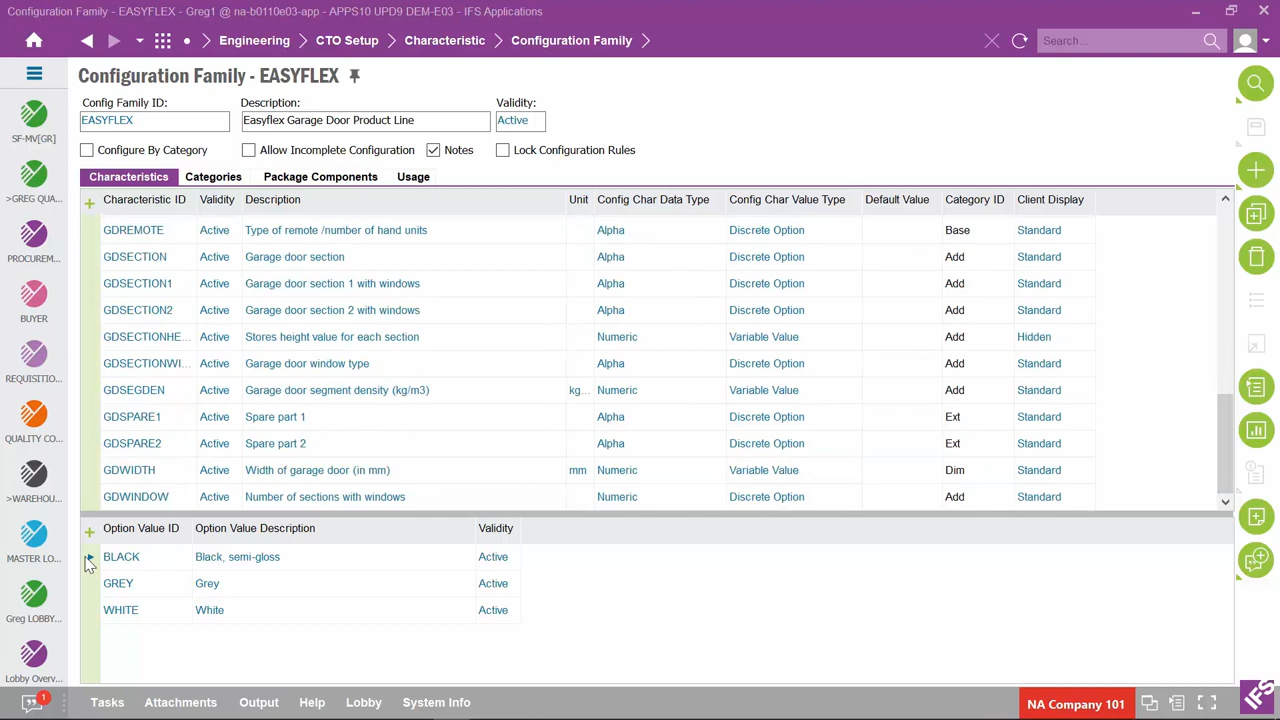 Configuration Family - EASYFLEX - Greg1 @ na-b0110e03-app - APPS10 UPD9 DEM-E03 - IFS Applications
Engineering CTO Setup Characteristic Configuration Family Search...
Configuration Family - EASYFLEX
Config Family ID: Description: Validity:
EASYFLEX Easyflex Garage Door Product Line Active
Configure By Category Allow Incomplete Configuration Notes Lock Configuration Rules
Characteristics Categories Package Components Usage
Characteristic ID Validity Description Unit Config Char Data Type Config Char Value Type Default Value Category ID Client Display
GDREMOTE Active Type of remote /number of hand units Alpha Discrete Option Base Standard
GDSECTION Active Garage door section Alpha Discrete Option Add Standard
GDSECTION1 Active Garage door section 1 with windows Alpha Discrete Option Add Standard
GDSECTION2 Active Garage door section 2 with windows Alpha Discrete Option Add Standard
GDSECTIONHE... Active Stores height value for each section Numeric Variable Value Add Hidden
GDSECTIONWI... Active Garage door window type Alpha Discrete Option Add Standard
GDSEGDEN Active Garage door segment density (kg/m3) kg... Numeric Variable Value Add Standard
GDSPARE1 Active Spare part 1 Alpha Discrete Option Ext Standard
GDSPARE2 Active Spare part 2 Alpha Discrete Option Ext Standard
GDWIDTH Active Width of garage door (in mm) mm Numeric Variable Value Dim Standard
GDWINDOW Active Number of sections with windows Numeric Discrete Option Add Standard
Option Value ID Option Value Description Validity
BLACK Black, semi-gloss Active
GREY Grey Active
WHITE White Active
SF-MV[GR]
>GREG QUA...
PROCUREM...
BUYER
REQUISITIO...
QUALITY CO...
>WAREHOU...
MASTER LO...
Greg LOBBY...
Lobby Overv...
1 Tasks Attachments Output Help Lobby System Info NA Company 101 IFS